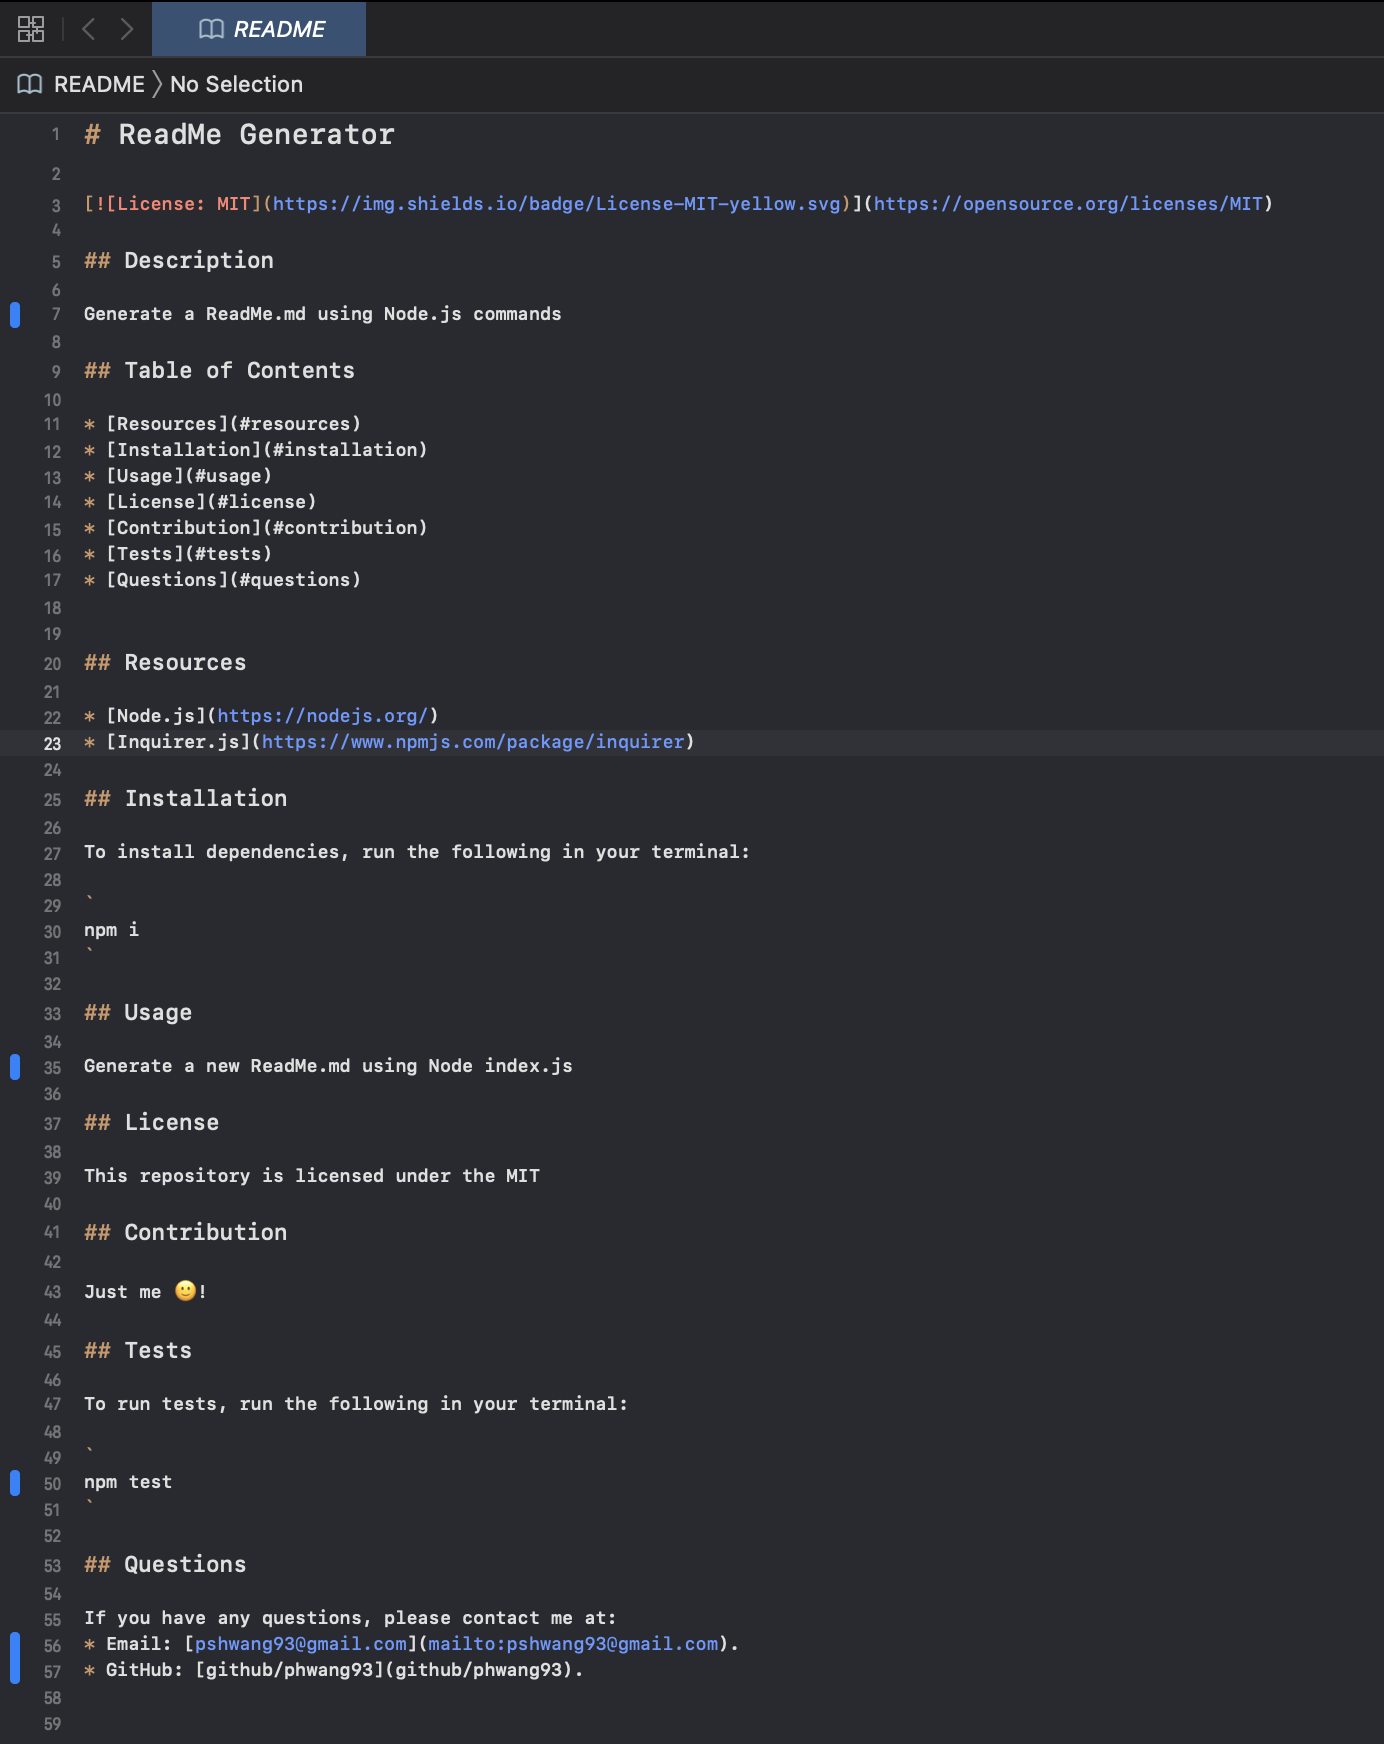 README
README 〉 No Selection
1 # ReadMe Generator
2
3 [![License: MIT](https://img.shields.io/badge/License-MIT-yellow.svg)](https://opensource.org/licenses/MIT)
4
5 ## Description
6
7 Generate a ReadMe.md using Node.js commands
8
9 ## Table of Contents
10
11 * [Resources](#resources)
12 * [Installation](#installation)
13 * [Usage](#usage)
14 * [License](#license)
15 * [Contribution](#contribution)
16 * [Tests](#tests)
17 * [Questions](#questions)
18
19
20 ## Resources
21
22 * [Node.js](https://nodejs.org/)
23 * [Inquirer.js](https://www.npmjs.com/package/inquirer)
24
25 ## Installation
26
27 To install dependencies, run the following in your terminal:
28
29 `
30 npm i
31 `
32
33 ## Usage
34
35 Generate a new ReadMe.md using Node index.js
36
37 ## License
38
39 This repository is licensed under the MIT
40
41 ## Contribution
42
43 Just me 🙂!
44
45 ## Tests
46
47 To run tests, run the following in your terminal:
48
49 `
50 npm test
51 `
52
53 ## Questions
54
55 If you have any questions, please contact me at:
56 * Email: [pshwang93@gmail.com](mailto:pshwang93@gmail.com).
57 * GitHub: [github/phwang93](github/phwang93).
58
59